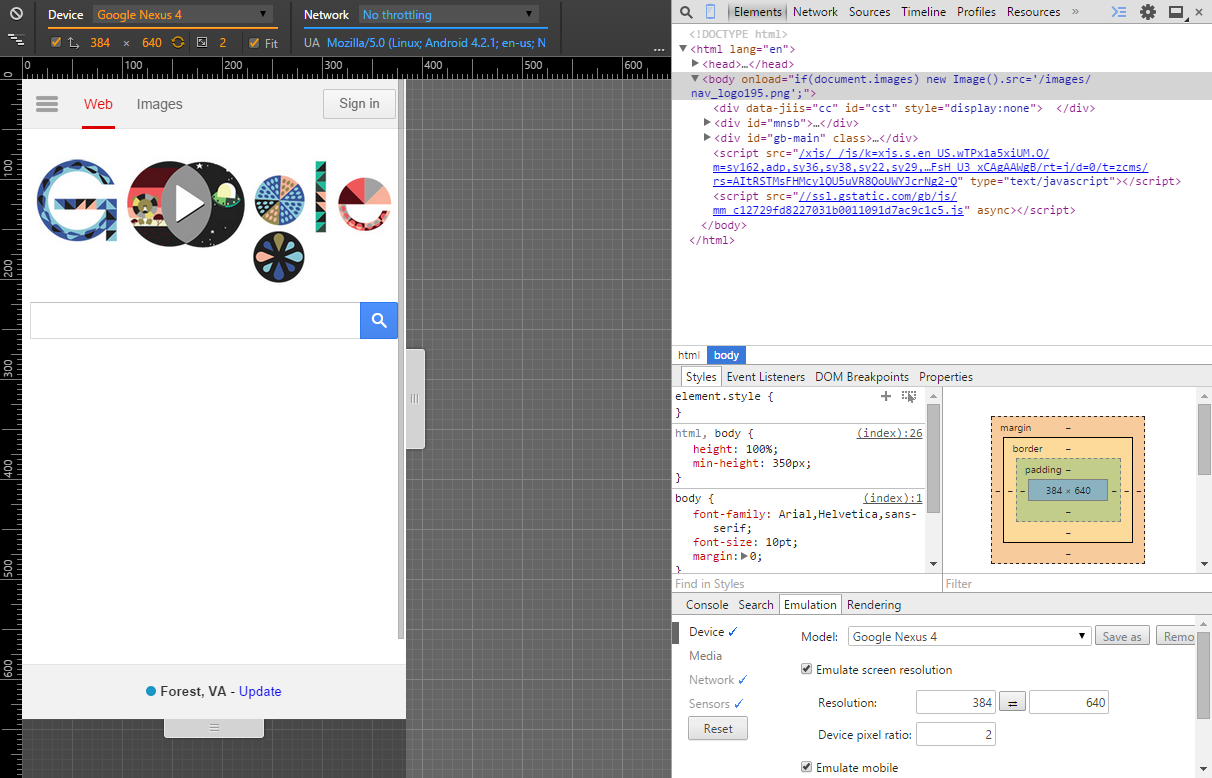 Device Google Nexus 4 Network No throttling
384 × 640 2 Fit UA Mozilla/5.0 (Linux; Android 4.2.1; en-us; N
...
0 100 200 300 400 500 600
0
100
200
300
400
500
600
Web Images Sign in
Forest, VA - Update
Elements Network Sources Timeline Profiles Resources »
<!DOCTYPE html>
<html lang="en">
<head>…</head>
<body onload="if(document.images) new Image().src='/images/
nav_logo195.png';">
<div data-jiis="cc" id="cst" style="display:none"> </div>
<div id="mnsb">…</div>
<div id="gb-main" class>…</div>
<script src="/xjs/_/js/k=xjs.s.en_US.wTPx1a5xiUM.O/
m=sy162,adp,sy36,sy38,sy22,sy29,…FsH_U3_xCAgAAWgB/rt=j/d=0/t=zcms/
rs=AItRSTMsFHMcylQU5uVR8OoUWYJcrNg2-Q" type="text/javascript"></script>
<script src="//ssl.gstatic.com/gb/js/
mm_c12729fd8227031b0011091d7ac9c1c5.js" async></script>
</body>
</html>
html body
Styles Event Listeners DOM Breakpoints Properties
element.style {
}
html, body { (index):26
height: 100%;
min-height: 350px;
}
body { (index):1
font-family: Arial,Helvetica,sans-
serif;
font-size: 10pt;
margin: 0;
}
Find in Styles
margin –
border –
padding –
– – – 384 × 640 – – –
–
–
–
Filter
Console Search Emulation Rendering
Device ✓
Media
Network ✓
Sensors ✓
Reset
Model: Google Nexus 4 Save as Remo
Emulate screen resolution
Resolution: 384 640
Device pixel ratio: 2
Emulate mobile